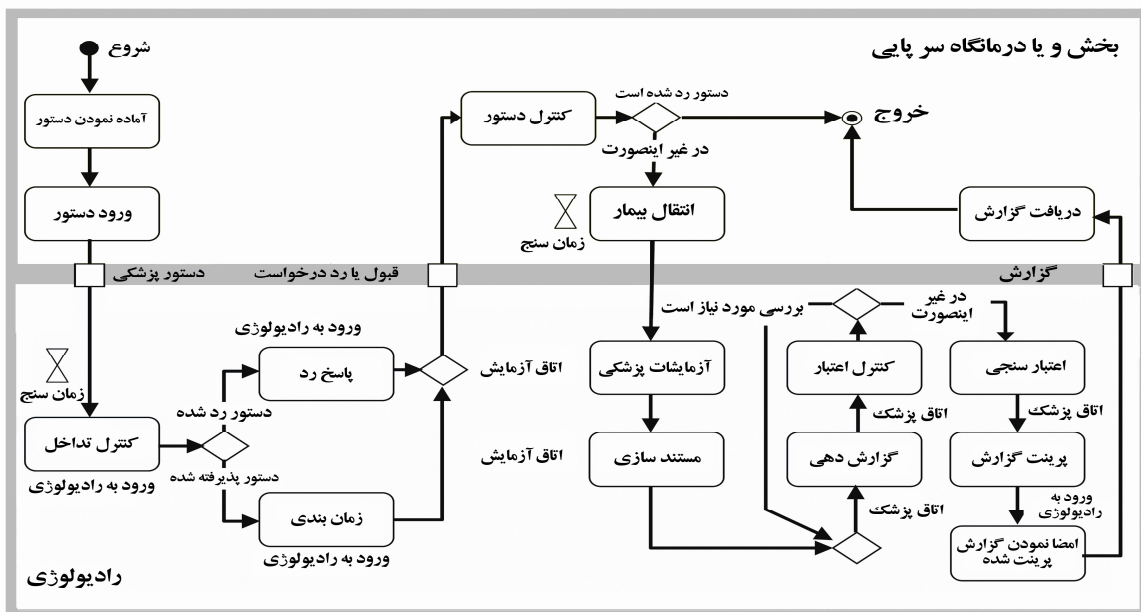 بخش و یا درمانگاه سر پایی
شروع
آماده نمودن دستور
ورود دستور
کنترل دستور
دستور رد شده است
در غیر اینصورت
خروج
انتقال بیمار
زمان سنج
دریافت گزارش
دستور پزشکی
قبول یا رد درخواست
گزارش
زمان سنج
کنترل تداخل
ورود به رادیولوژی
دستور رد شده
دستور پذیرفته شده
ورود به رادیولوژی
پاسخ رد
زمان بندی
ورود به رادیولوژی
اتاق آزمایش
آزمایشات پزشکی
اتاق آزمایش
مستند سازی
بررسی مورد نیاز است
در غیر
اینصورت
کنترل اعتبار
اتاق پزشک
گزارش دهی
اتاق پزشک
اعتبار سنجی
اتاق پزشک
پرینت گزارش
ورود به
رادیولوژی
امضا نمودن گزارش
پرینت شده
رادیولوژی